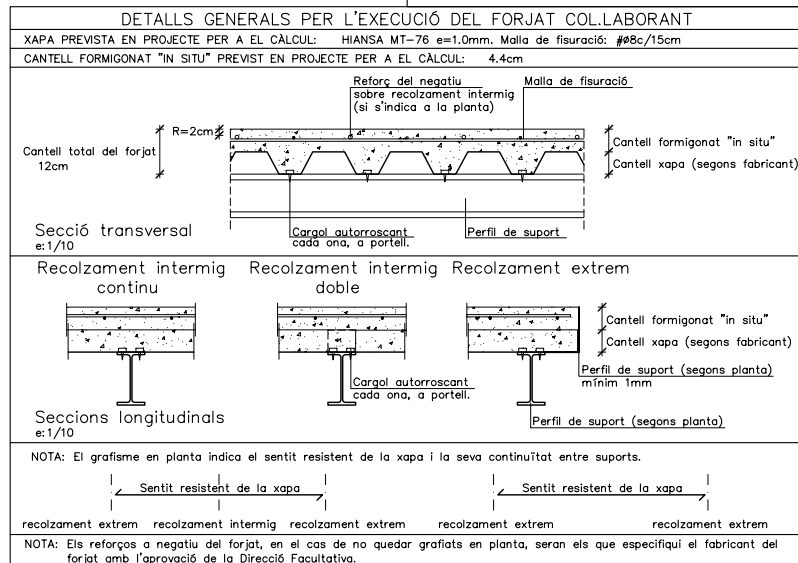 DETALLS GENERALS PER L'EXECUCIÓ DEL FORJAT COL.LABORANT
XAPA PREVISTA EN PROJECTE PER A EL CÀLCUL: HIANSA MT-76 e=1.0mm. Malla de fisuració: #ø8c/15cm
CANTELL FORMIGONAT "IN SITU" PREVIST EN PROJECTE PER A EL CÀLCUL: 4.4cm
Reforç del negatiu
sobre recolzament intermig
(si s'indica a la planta)
Malla de fisuració
R=2cm
Cantell total del forjat
12cm
Cantell formigonat "in situ"
Cantell xapa (segons fabricant)
Secció transversal
e:1/10
Cargol autorroscant
cada ona, a portell.
Perfil de suport
Recolzament intermig
continu
Recolzament intermig
doble
Recolzament extrem
Cantell formigonat "in situ"
Cantell xapa (segons fabricant)
Perfil de suport (segons planta)
mínim 1mm
Cargol autorroscant
cada ona, a portell.
Perfil de suport (segons planta)
Seccions longitudinals
e:1/10
NOTA: El grafisme en planta indica el sentit resistent de la xapa i la seva continuïtat entre suports.
Sentit resistent de la xapa
Sentit resistent de la xapa
recolzament extrem recolzament intermig recolzament extrem recolzament extrem recolzament extrem
NOTA: Els reforços a negatiu del forjat, en el cas de no quedar grafiats en planta, seran els que especifiqui el fabricant del
forjat amb l'aprovació de la Direcció Facultativa.